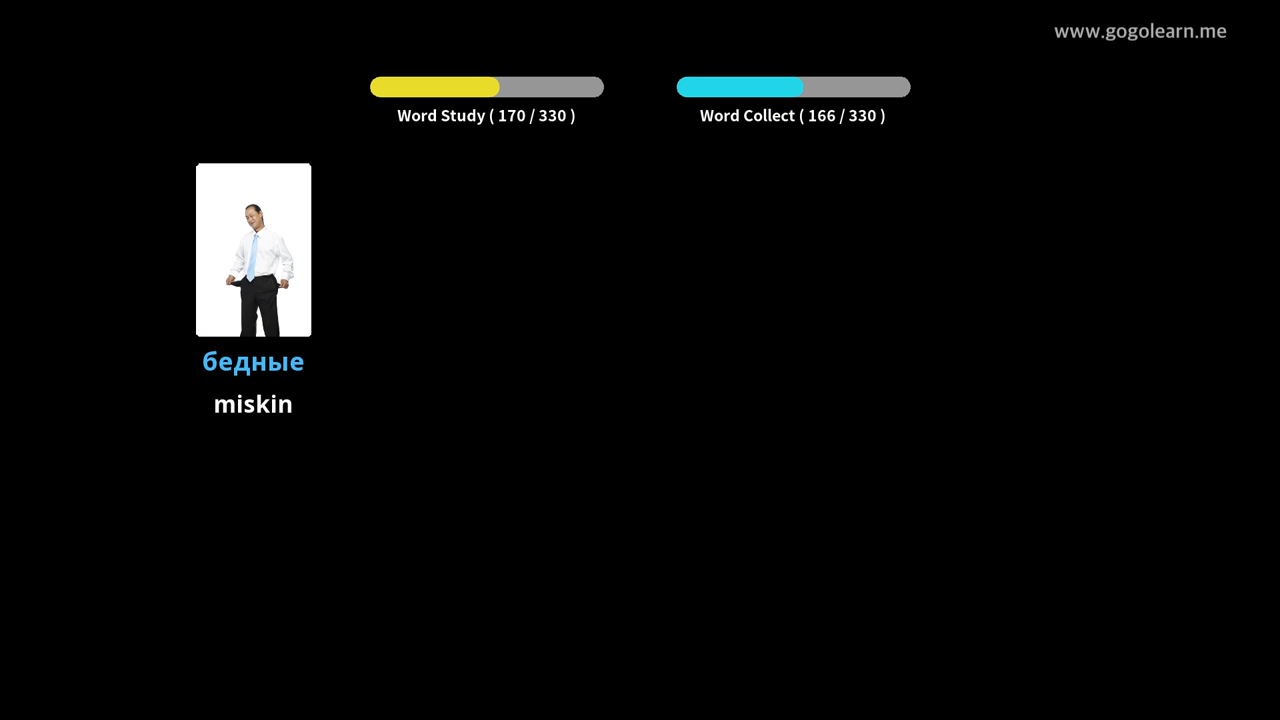 www.gogolearn.me
Word Study ( 170 / 330 )
Word Collect ( 166 / 330 )
бедные
miskin